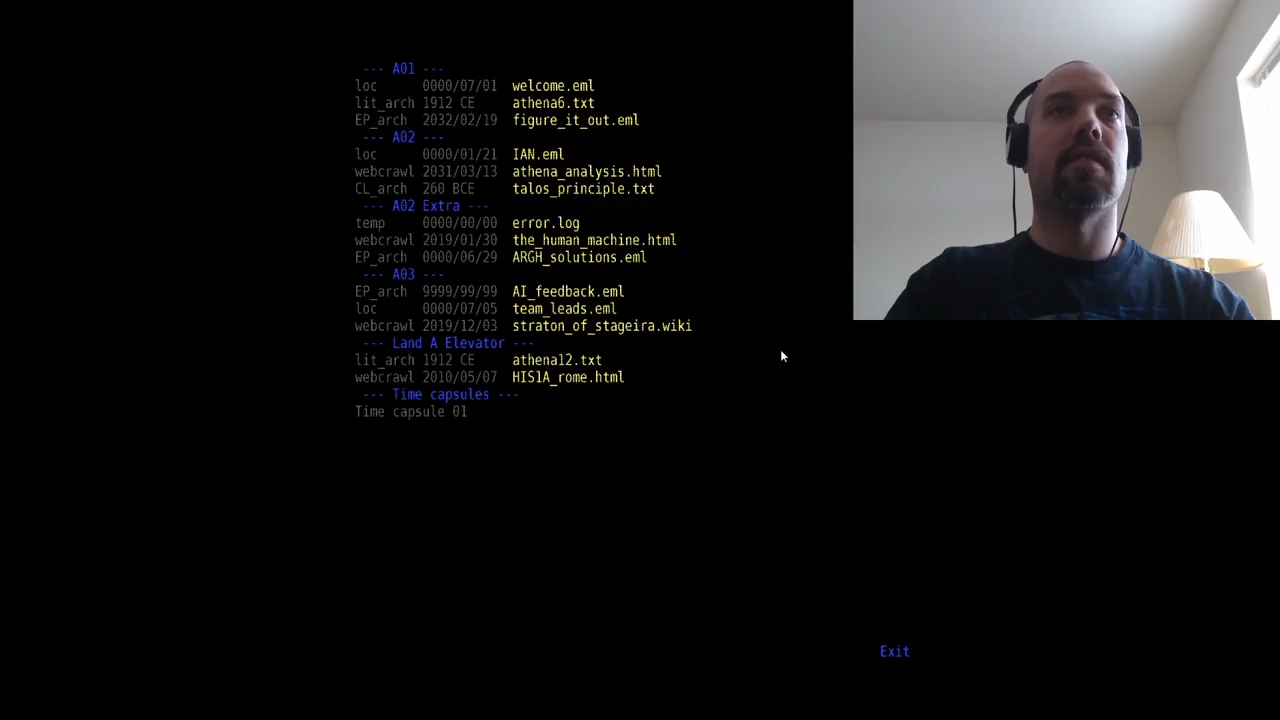 --- A01 ---
loc 0000/07/01 welcome.eml
lit_arch 1912 CE athena6.txt
EP_arch 2032/02/19 figure_it_out.eml
--- A02 ---
loc 0000/01/21 IAN.eml
webcrawl 2031/03/13 athena_analysis.html
CL_arch 260 BCE talos_principle.txt
--- A02 Extra ---
temp 0000/00/00 error.log
webcrawl 2019/01/30 the_human_machine.html
EP_arch 0000/06/29 ARGH_solutions.eml
--- A03 ---
EP_arch 9999/99/99 AI_feedback.eml
loc 0000/07/05 team_leads.eml
webcrawl 2019/12/03 straton_of_stageira.wiki
--- Land A Elevator ---
lit_arch 1912 CE athena12.txt
webcrawl 2010/05/07 HIS1A_rome.html
--- Time capsules ---
Time capsule 01
Exit